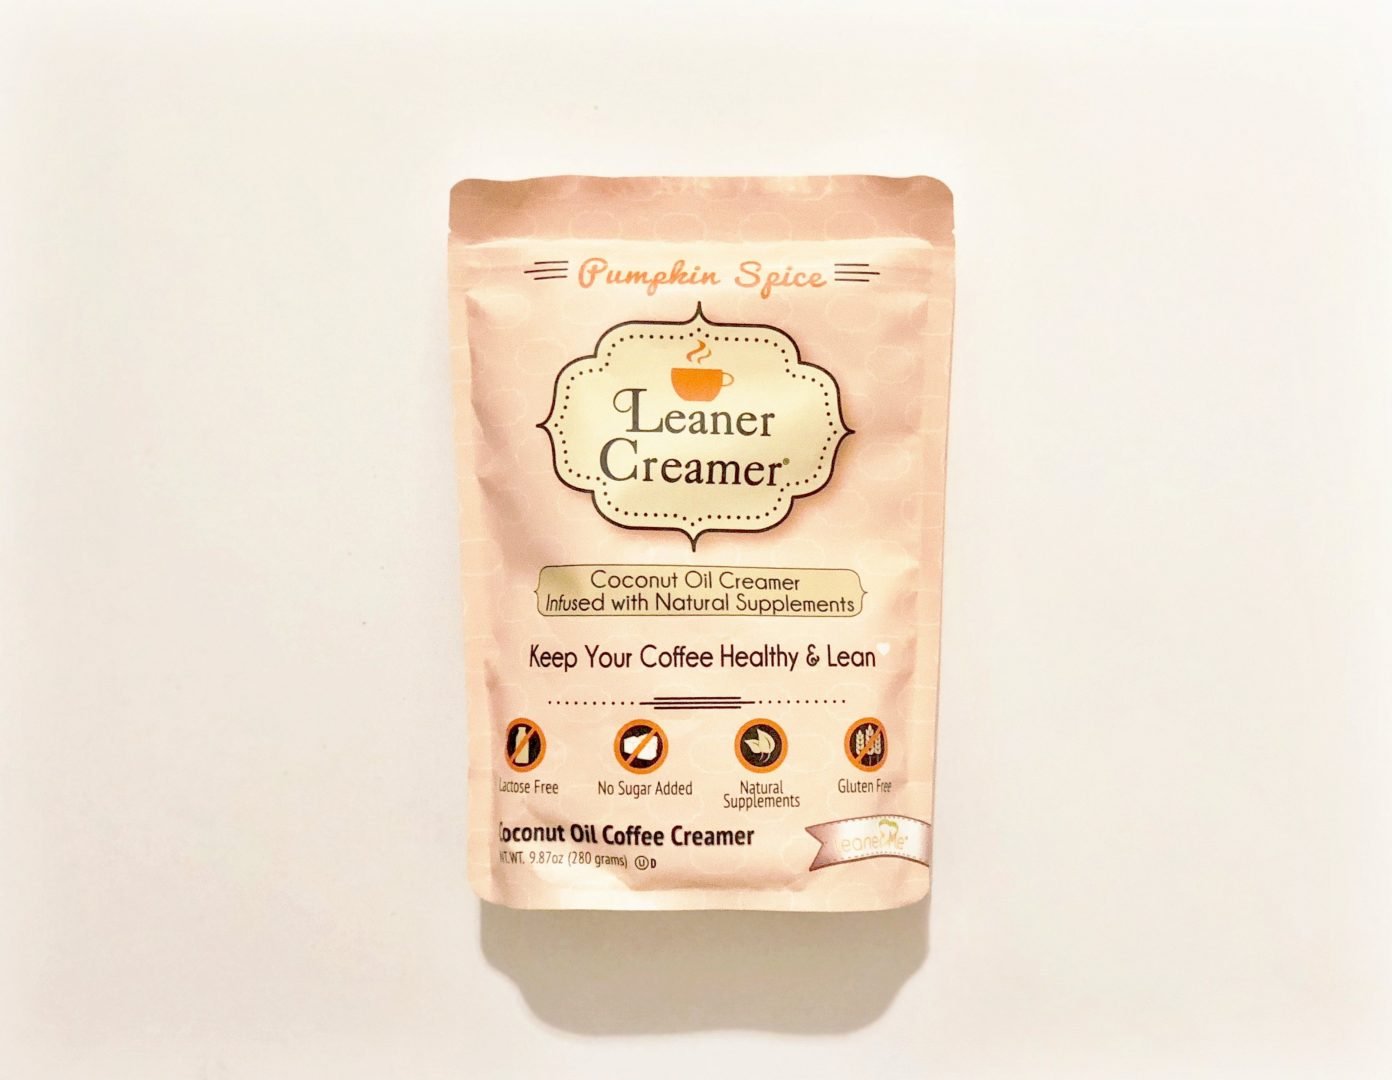 Pumpkin Spice
Leaner
Creamer®
Coconut Oil Creamer
Infused with Natural Supplements
Keep Your Coffee Healthy & Lean
Lactose Free
No Sugar Added
Natural
Supplements
Gluten Free
Coconut Oil Coffee Creamer
NT.WT. 9.87oz (280 grams) Ⓤ D